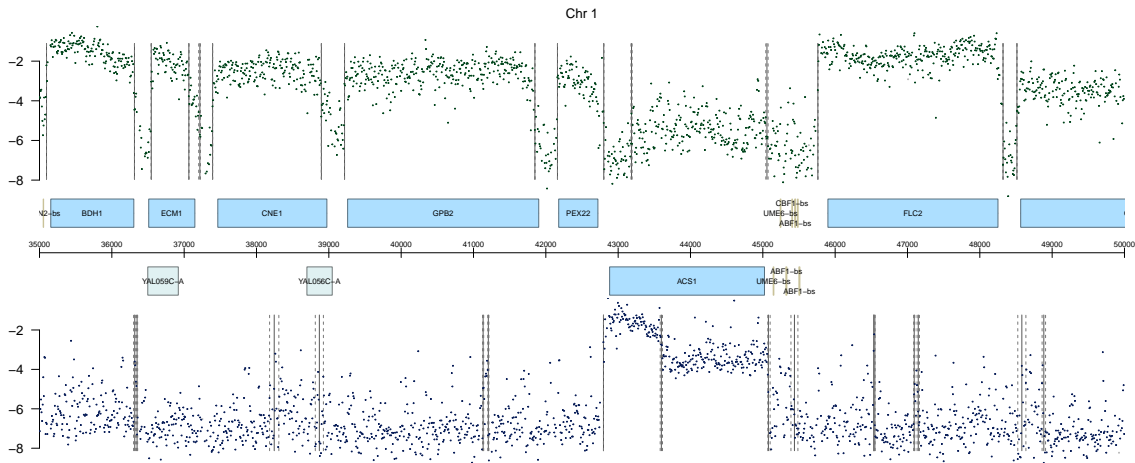 Chr 1
−2
−4
−6
−8
N2−bs BDH1 ECM1 CNE1 GPB2 PEX22 CBF1−bs UME6−bs ABF1−bs FLC2
35000 36000 37000 38000 39000 40000 41000 42000 43000 44000 45000 46000 47000 48000 49000 50000
YAL059C−A YAL056C−A ACS1 ABF1−bs UME6−bs ABF1−bs
−2
−4
−6
−8